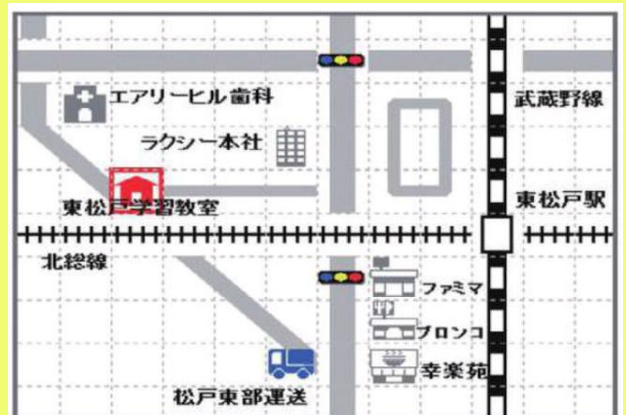 エアリーヒル歯科
武蔵野線
ラクシー本社
東松戸学習教室
東松戸駅
北総線
ファミマ
ブロンコ
幸楽苑
松戸東部運送